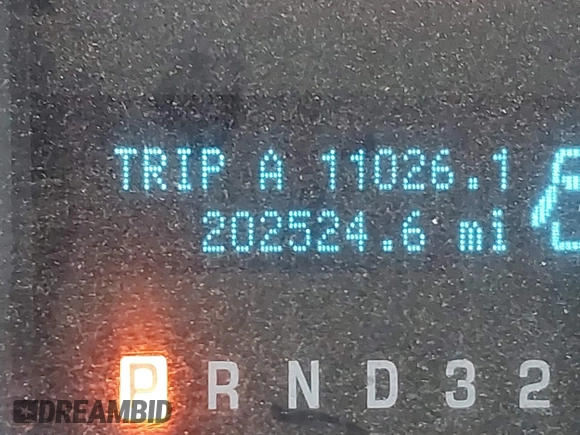 TRIP A 11026.1
202524.6 mi
P R N D 3 2
DREAMBID